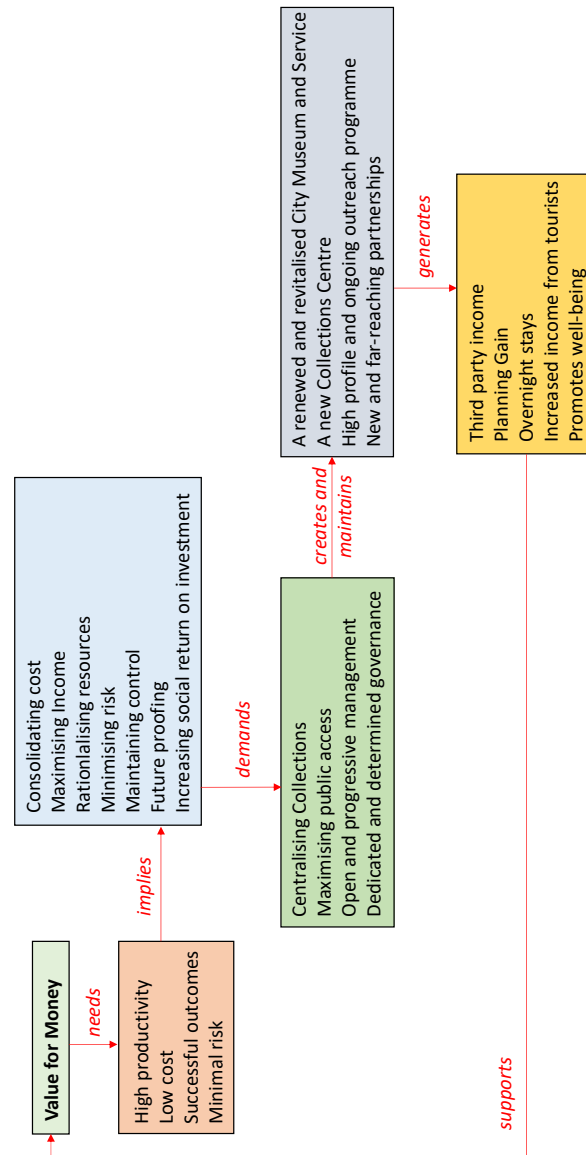 Value for Money
needs
High productivity
Low cost
Successful outcomes
Minimal risk
implies
Consolidating cost
Maximising Income
Rationlalising resources
Minimising risk
Maintaining control
Future proofing
Increasing social return on investment
demands
Centralising Collections
Maximising public access
Open and progressive management
Dedicated and determined governance
creates and
maintains
A renewed and revitalised City Museum and Service
A new Collections Centre
High profile and ongoing outreach programme
New and far-reaching partnerships
generates
Third party income
Planning Gain
Overnight stays
Increased income from tourists
Promotes well-being
supports